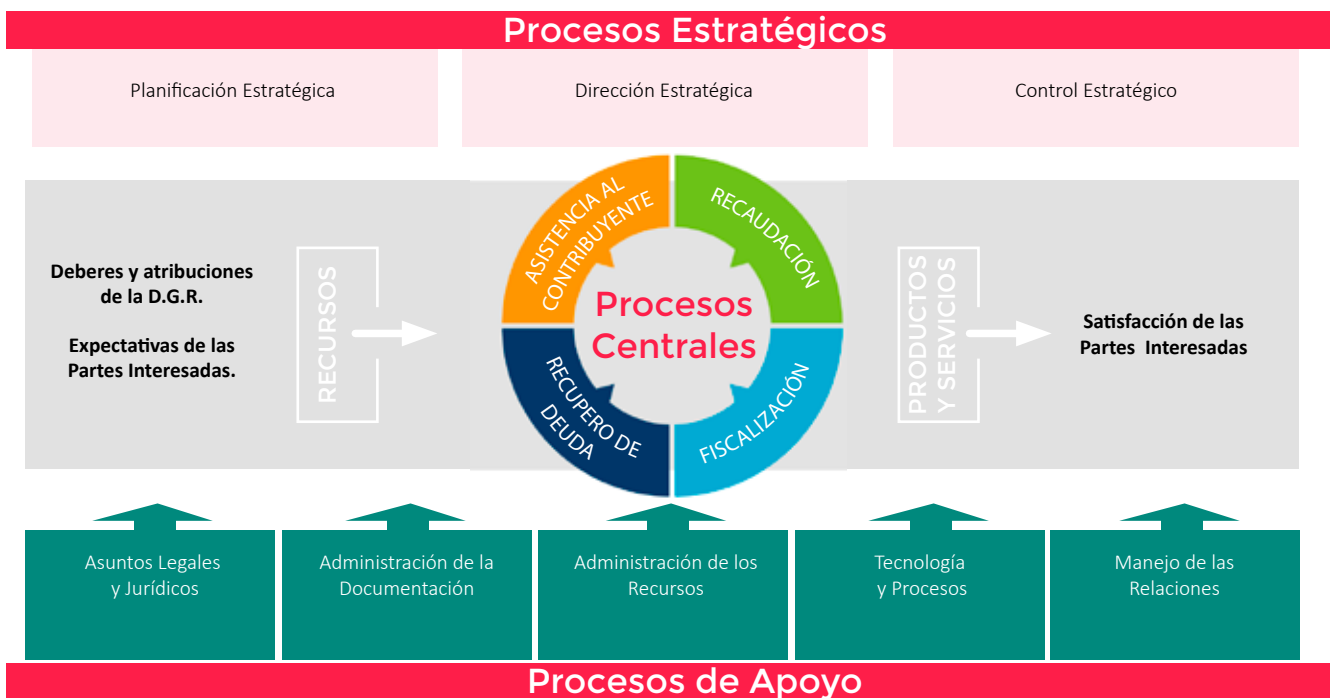 Procesos Estratégicos
Planificación Estratégica
Dirección Estratégica
Control Estratégico
Deberes y atribuciones
de la D.G.R.
Expectativas de las
Partes Interesadas.
RECURSOS
ASISTENCIA AL
CONTRIBUYENTE
RECAUDACIÓN
Procesos
Centrales
RECUPERO DE
DEUDA
FISCALIZACIÓN
PRODUCTOS
Y SERVICIOS
Satisfacción de las
Partes Interesadas
Asuntos Legales
y Jurídicos
Administración de la
Documentación
Administración de los
Recursos
Tecnología
y Procesos
Manejo de las
Relaciones
Procesos de Apoyo